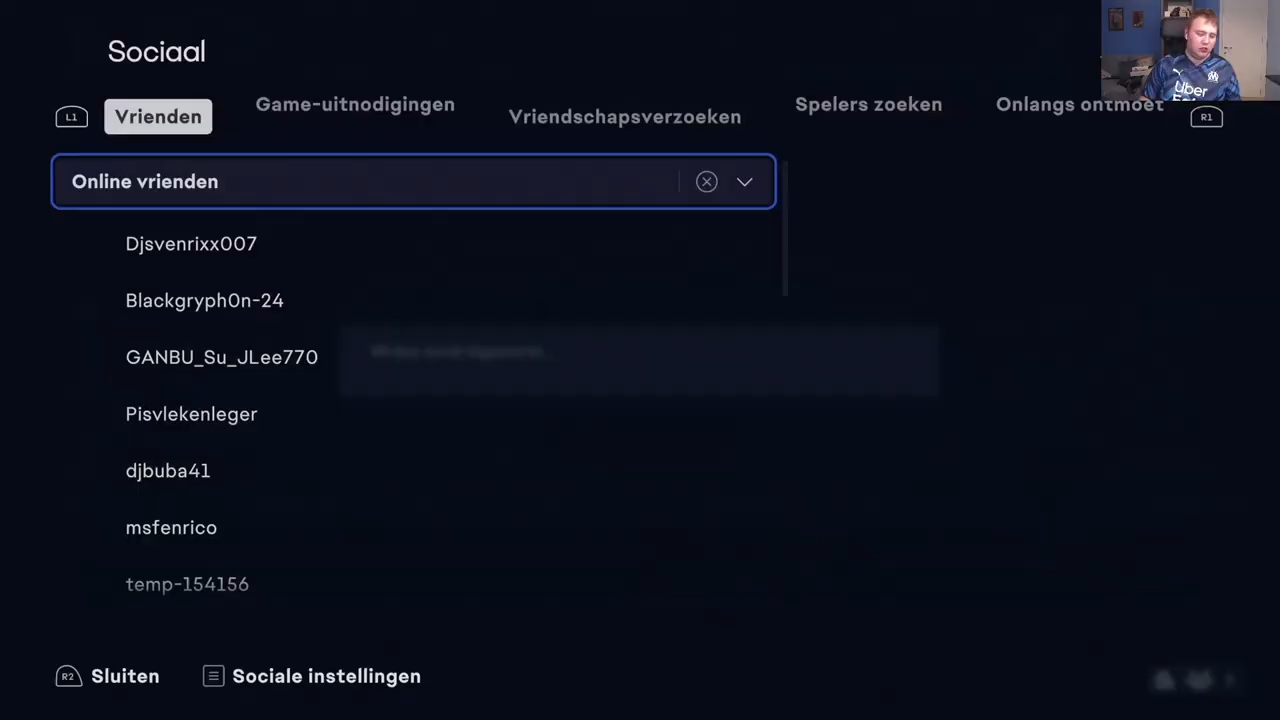 Sociaal
L1
Vrienden
Game-uitnodigingen
Vriendschapsverzoeken
Spelers zoeken
Onlangs ontmoet
R1
Online vrienden
Djsvenrixx007
Blackgryph0n-24
GANBU_Su_JLee770
Pisvlekenleger
djbuba41
msfenrico
temp-154156
R2 Sluiten
Sociale instellingen
Uber